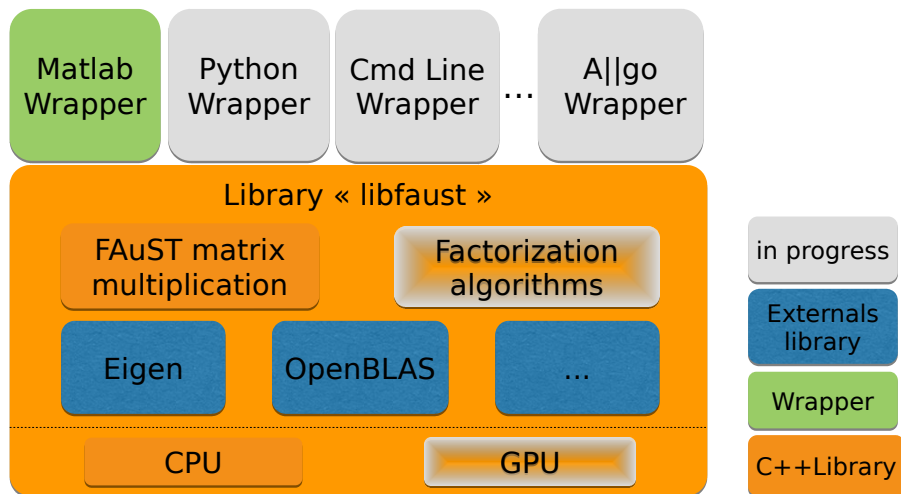 Matlab
Wrapper
Python
Wrapper
Cmd Line
Wrapper
...
A||go
Wrapper
Library « libfaust »
FAuST matrix
multiplication
Factorization
algorithms
Eigen
OpenBLAS
...
CPU
GPU
in progress
Externals
library
Wrapper
C++Library